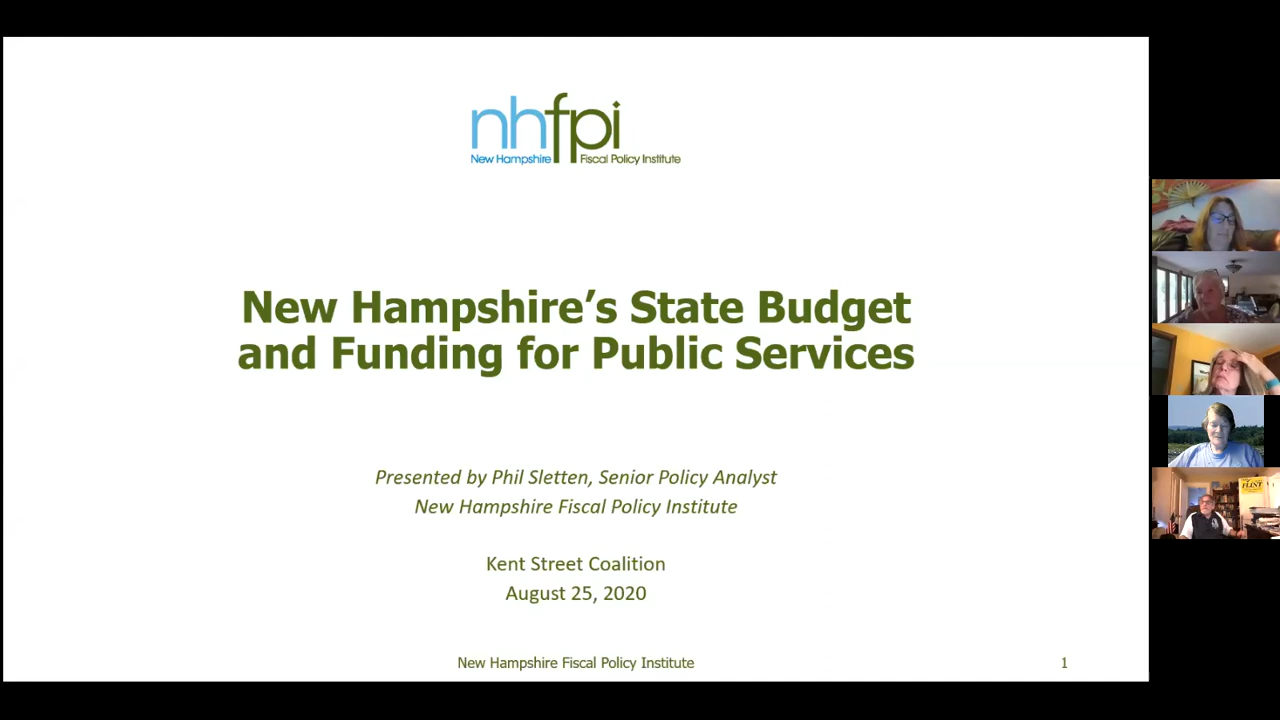 nhfpi
New Hampshire Fiscal Policy Institute
New Hampshire’s State Budget
and Funding for Public Services
Presented by Phil Sletten, Senior Policy Analyst
New Hampshire Fiscal Policy Institute
Kent Street Coalition
August 25, 2020
New Hampshire Fiscal Policy Institute
1
FLINT